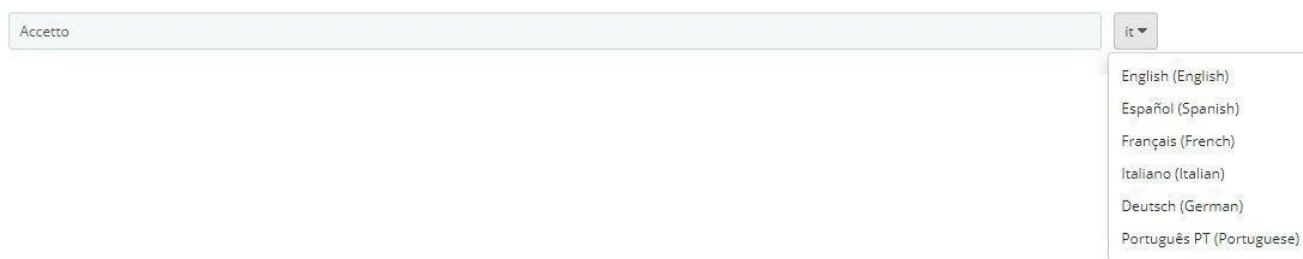 Accetto
it
English (English)
Español (Spanish)
Français (French)
Italiano (Italian)
Deutsch (German)
Português PT (Portuguese)